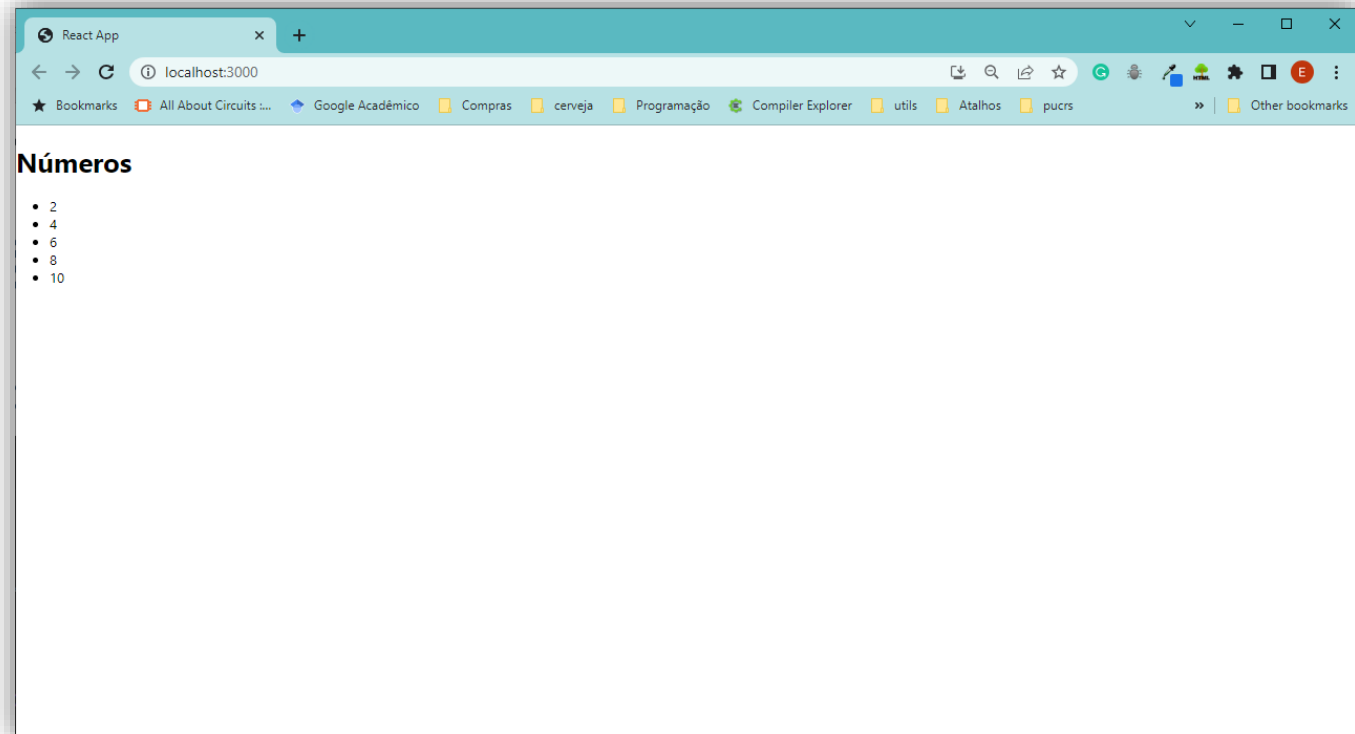 React App
localhost:3000
Bookmarks All About Circuits :... Google Acadêmico Compras cerveja Programação Compiler Explorer utils Atalhos pucrs » Other bookmarks
Números
2
4
6
8
10